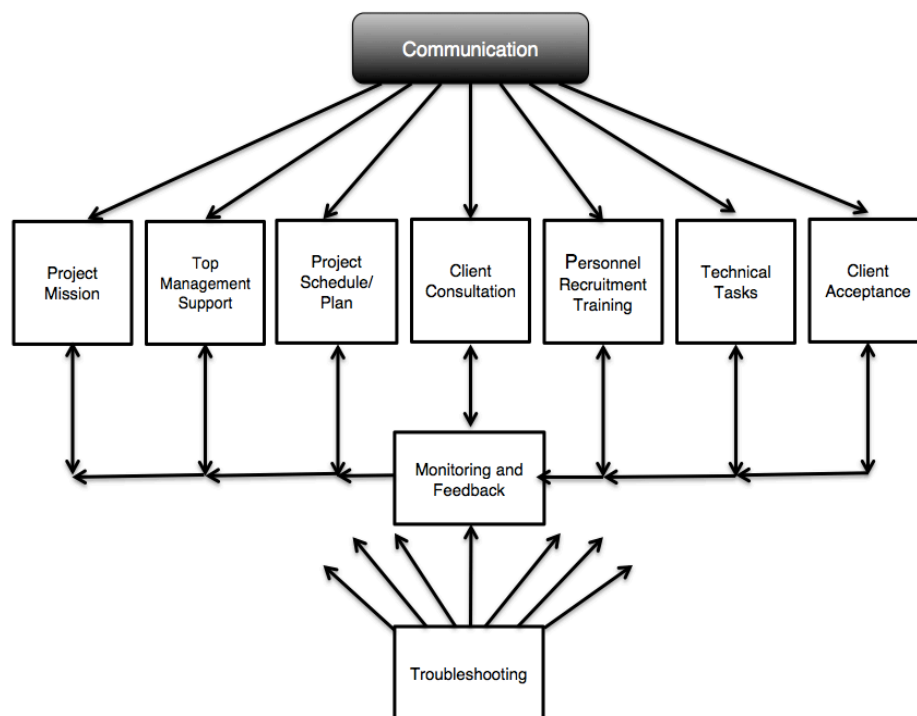 Communication
Project
Mission
Top
Management
Support
Project
Schedule/
Plan
Client
Consultation
Personnel
Recruitment
Training
Technical
Tasks
Client
Acceptance
Monitoring and
Feedback
Troubleshooting